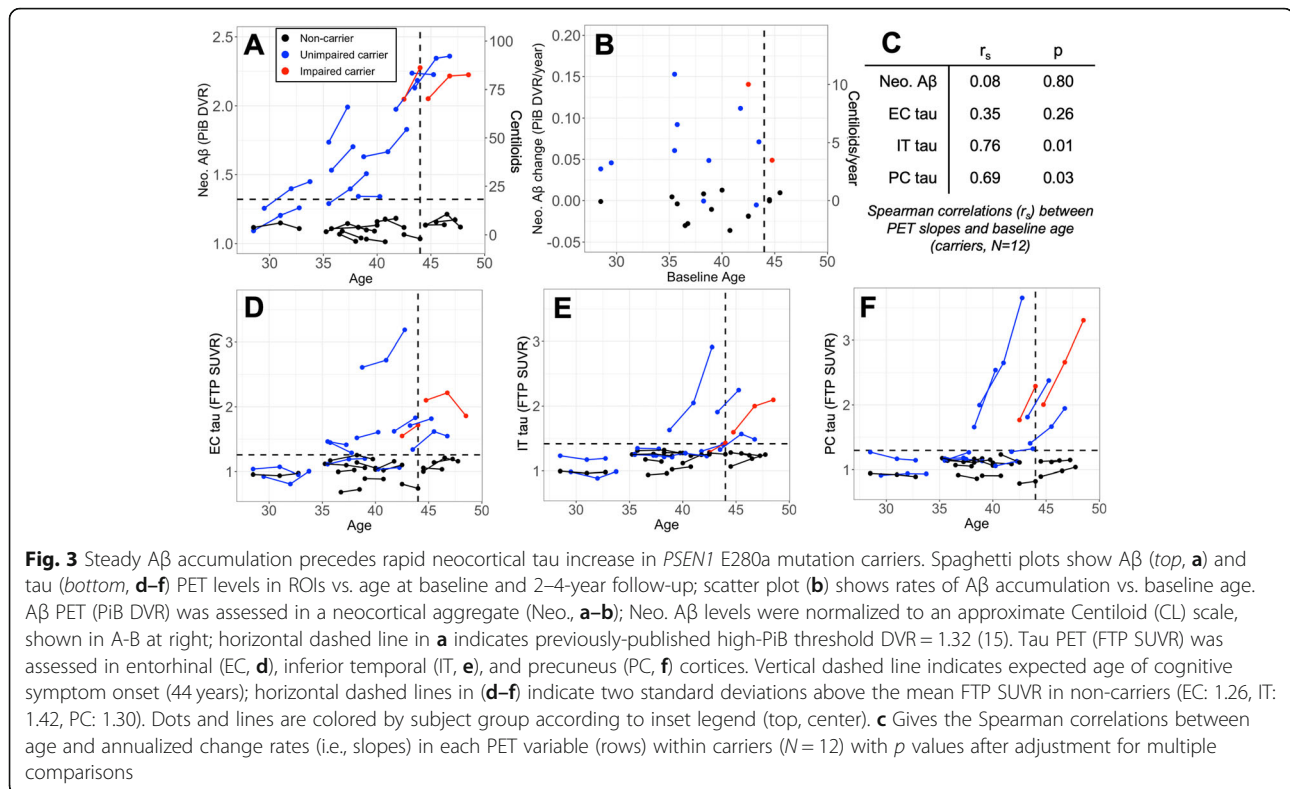 A
Non-carrier
Unimpaired carrier
Impaired carrier
Neo. Aβ (PiB DVR)
2.5
2.0
1.5
1.0
100
75
50
25
0
Centiloids
30 35 40 45 50
Age
B
Neo. Aβ change (PiB DVR/year)
0.20
0.15
0.10
0.05
0.00
-0.05
10
5
0
Centiloids/year
30 35 40 45 50
Baseline Age
C
rs p
Neo. Aβ 0.08 0.80
EC tau 0.35 0.26
IT tau 0.76 0.01
PC tau 0.69 0.03
Spearman correlations (rs) between
PET slopes and baseline age
(carriers, N=12)
D
EC tau (FTP SUVR)
3
2
1
25 30 35 40 45 50
Age
E
IT tau (FTP SUVR)
3
2
1
25 30 35 40 45 50
Age
F
PC tau (FTP SUVR)
3
2
1
25 30 35 40 45 50
Age
Fig. 3 Steady Aβ accumulation precedes rapid neocortical tau increase in PSEN1 E280a mutation carriers. Spaghetti plots show Aβ (top, a) and
tau (bottom, d–f) PET levels in ROIs vs. age at baseline and 2–4-year follow-up; scatter plot (b) shows rates of Aβ accumulation vs. baseline age.
Aβ PET (PiB DVR) was assessed in a neocortical aggregate (Neo., a–b); Neo. Aβ levels were normalized to an approximate Centiloid (CL) scale,
shown in A-B at right; horizontal dashed line in a indicates previously-published high-PiB threshold DVR = 1.32 (15). Tau PET (FTP SUVR) was
assessed in entorhinal (EC, d), inferior temporal (IT, e), and precuneus (PC, f) cortices. Vertical dashed line indicates expected age of cognitive
symptom onset (44 years); horizontal dashed lines in (d–f) indicate two standard deviations above the mean FTP SUVR in non-carriers (EC: 1.26, IT:
1.42, PC: 1.30). Dots and lines are colored by subject group according to inset legend (top, center). c Gives the Spearman correlations between
age and annualized change rates (i.e., slopes) in each PET variable (rows) within carriers (N = 12) with p values after adjustment for multiple
comparisons